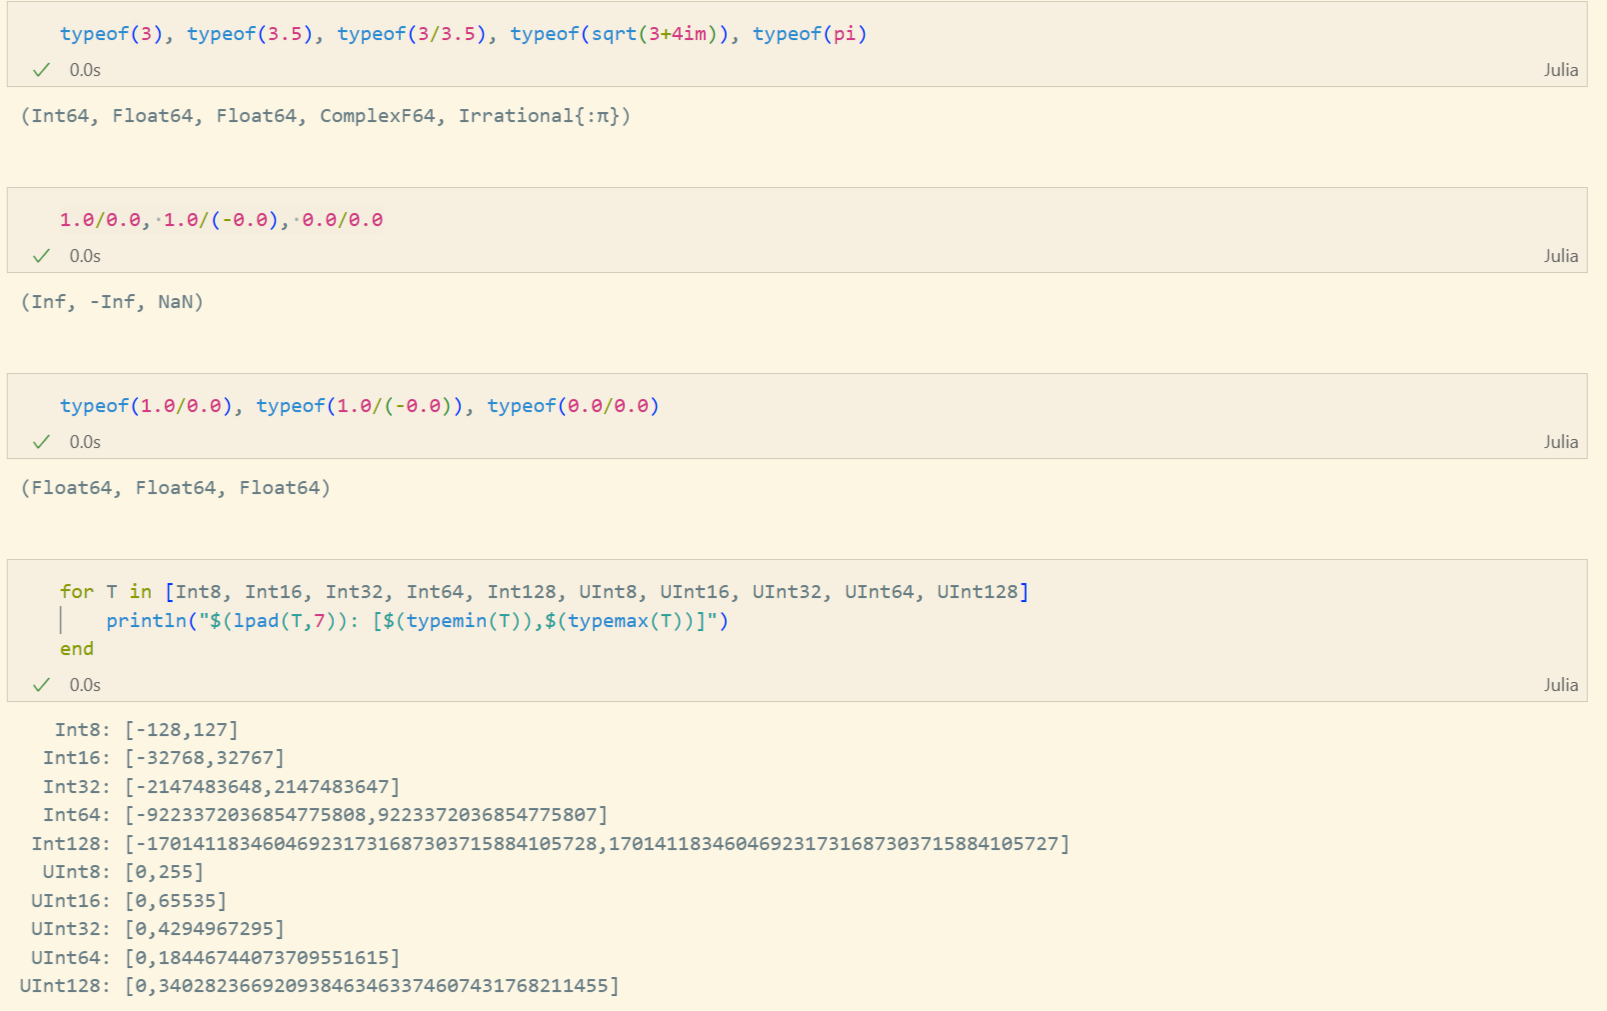 typeof(3), typeof(3.5), typeof(3/3.5), typeof(sqrt(3+4im)), typeof(pi)
✓ 0.0s Julia
(Int64, Float64, Float64, ComplexF64, Irrational{:π})
1.0/0.0, 1.0/(-0.0), 0.0/0.0
✓ 0.0s Julia
(Inf, -Inf, NaN)
typeof(1.0/0.0), typeof(1.0/(-0.0)), typeof(0.0/0.0)
✓ 0.0s Julia
(Float64, Float64, Float64)
for T in [Int8, Int16, Int32, Int64, Int128, UInt8, UInt16, UInt32, UInt64, UInt128]
    println("$(lpad(T,7)): [$(typemin(T)),$(typemax(T))]")
end
✓ 0.0s Julia
   Int8: [-128,127]
  Int16: [-32768,32767]
  Int32: [-2147483648,2147483647]
  Int64: [-9223372036854775808,9223372036854775807]
 Int128: [-170141183460469231731687303715884105728,170141183460469231731687303715884105727]
  UInt8: [0,255]
 UInt16: [0,65535]
 UInt32: [0,4294967295]
 UInt64: [0,18446744073709551615]
UInt128: [0,340282366920938463463374607431768211455]